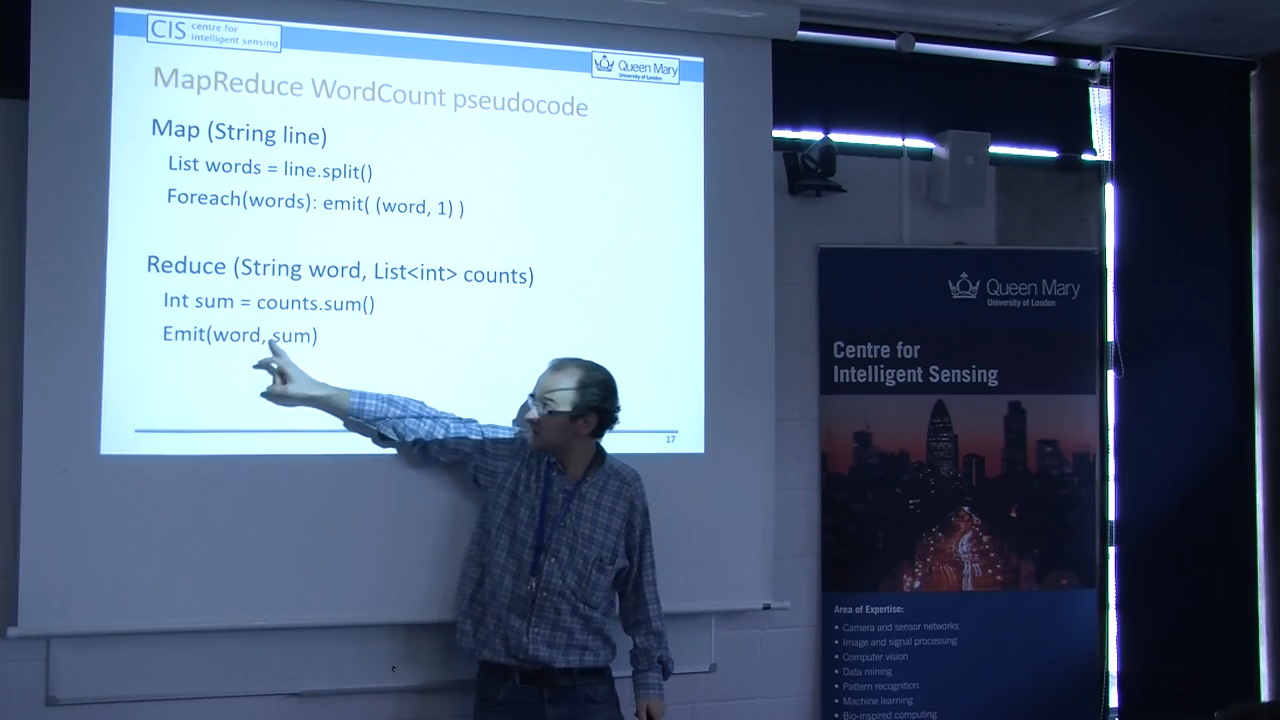 CIS centre for intelligent sensing
Queen Mary
University of London
MapReduce WordCount pseudocode
Map (String line)
List words = line.split()
Foreach(words): emit( (word, 1) )
Reduce (String word, List<int> counts)
Int sum = counts.sum()
Emit(word, sum)
17
Queen Mary
University of London
Centre for
Intelligent Sensing
Area of Expertise:
• Camera and sensor networks
• Image and signal processing
• Computer vision
• Data mining
• Pattern recognition
• Machine learning
• Bio-inspired computing